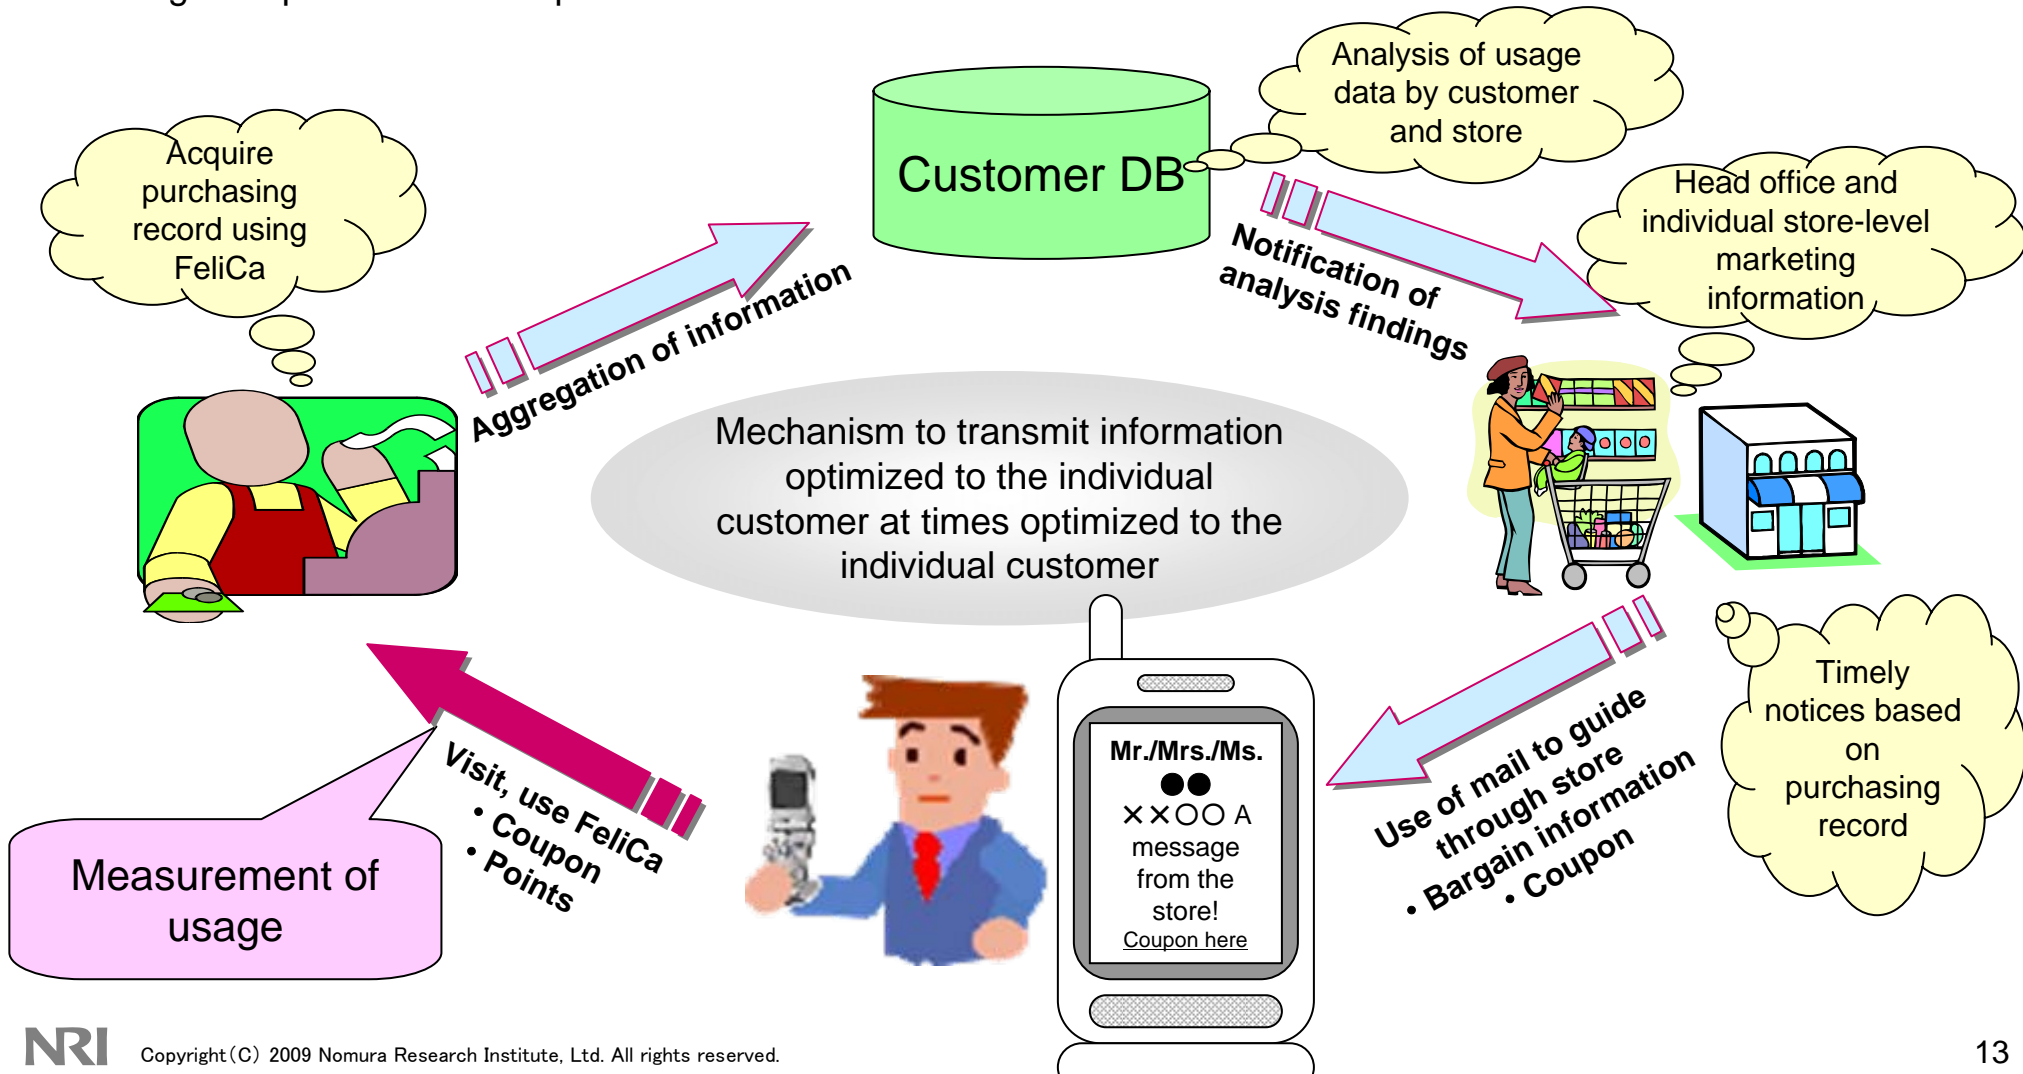 Analysis of usage
data by customer
and store
Customer DB
Acquire
purchasing
record using
FeliCa
Head office and
individual store-level
marketing
information
Aggregation of information
Notification of
analysis findings
Mechanism to transmit information
optimized to the individual
customer at times optimized to the
individual customer
Timely
notices based
on
purchasing
record
Use of mail to guide
through store
• Bargain information
• Coupon
Mr./Mrs./Ms.
●●
××○○ A
message
from the
store!
Coupon here
Visit, use FeliCa
• Coupon
• Points
Measurement of
usage
NRI
Copyright(C) 2009 Nomura Research Institute, Ltd. All rights reserved.
13